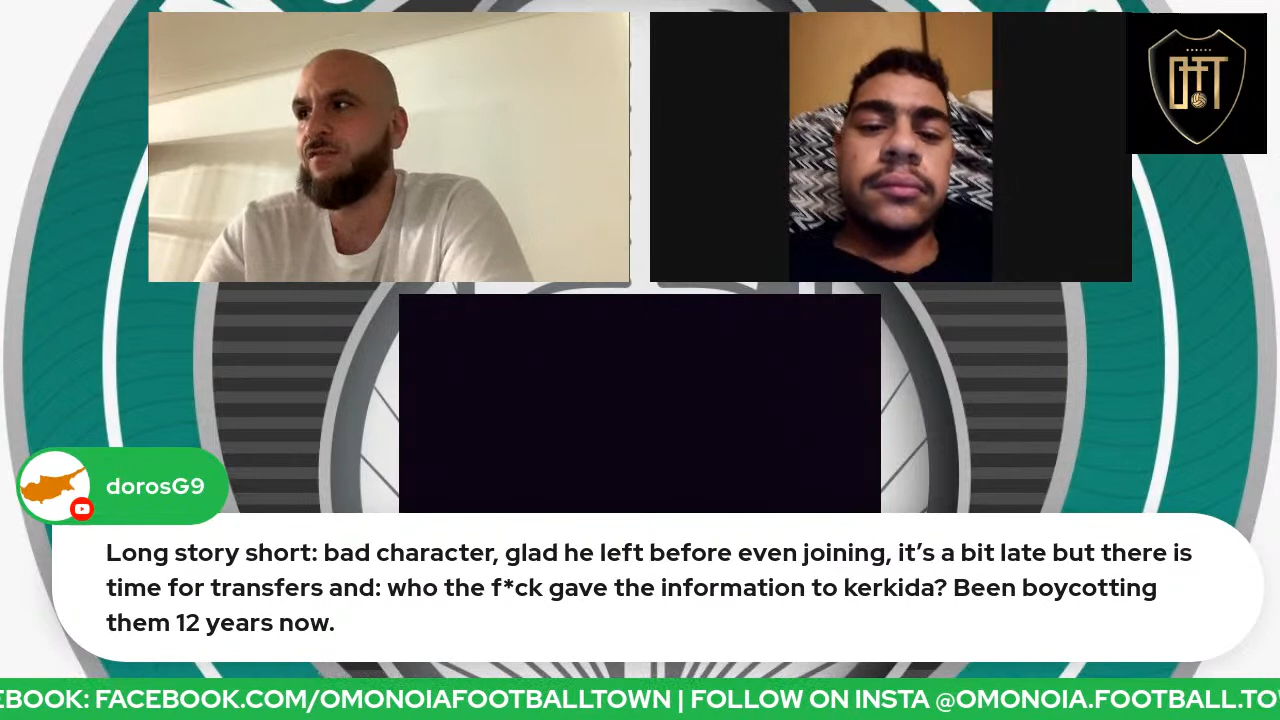 OFT
dorosG9
Long story short: bad character, glad he left before even joining, it’s a bit late but there is
time for transfers and: who the f*ck gave the information to kerkida? Been boycotting
them 12 years now.
EBOOK: FACEBOOK.COM/OMONOIAFOOTBALLTOWN | FOLLOW ON INSTA @OMONOIA.FOOTBALL.TO